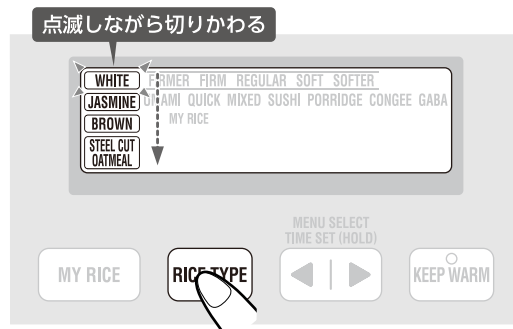 点滅しながら切りかわる
WHITE FIRMER FIRM REGULAR SOFT SOFTER
JASMINE UMAMI QUICK MIXED SUSHI PORRIDGE CONGEE GABA
BROWN MY RICE
STEEL CUT
OATMEAL
MENU SELECT
TIME SET (HOLD)
MY RICE RICE TYPE KEEP WARM